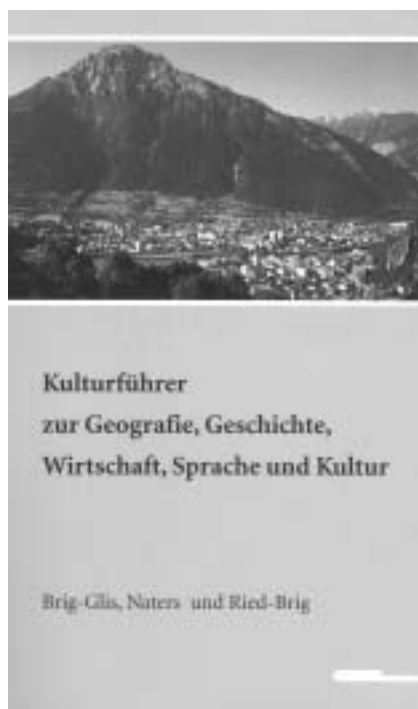 Kulturführer
zur Geografie, Geschichte,
Wirtschaft, Sprache und Kultur
Brig-Glis, Naters und Ried-Brig